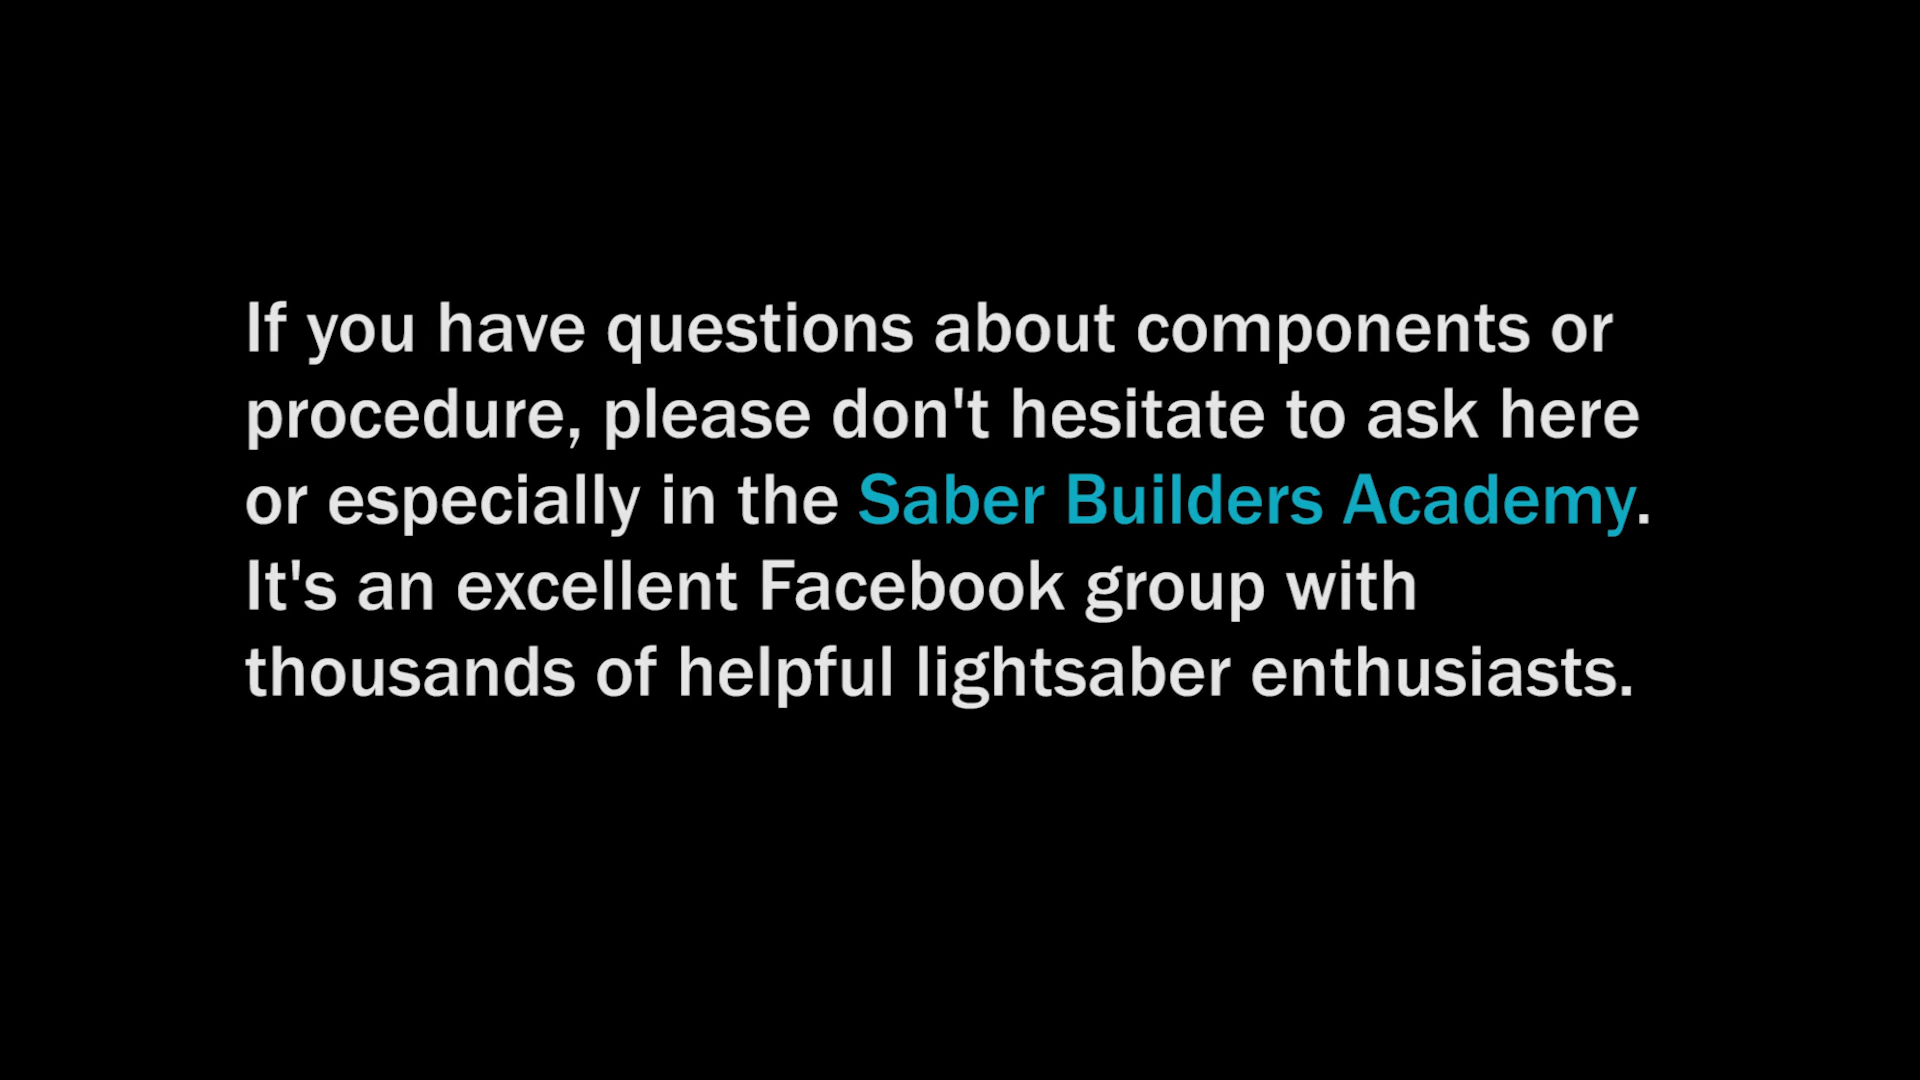 If you have questions about components or
procedure, please don't hesitate to ask here
or especially in the Saber Builders Academy.
It's an excellent Facebook group with
thousands of helpful lightsaber enthusiasts.